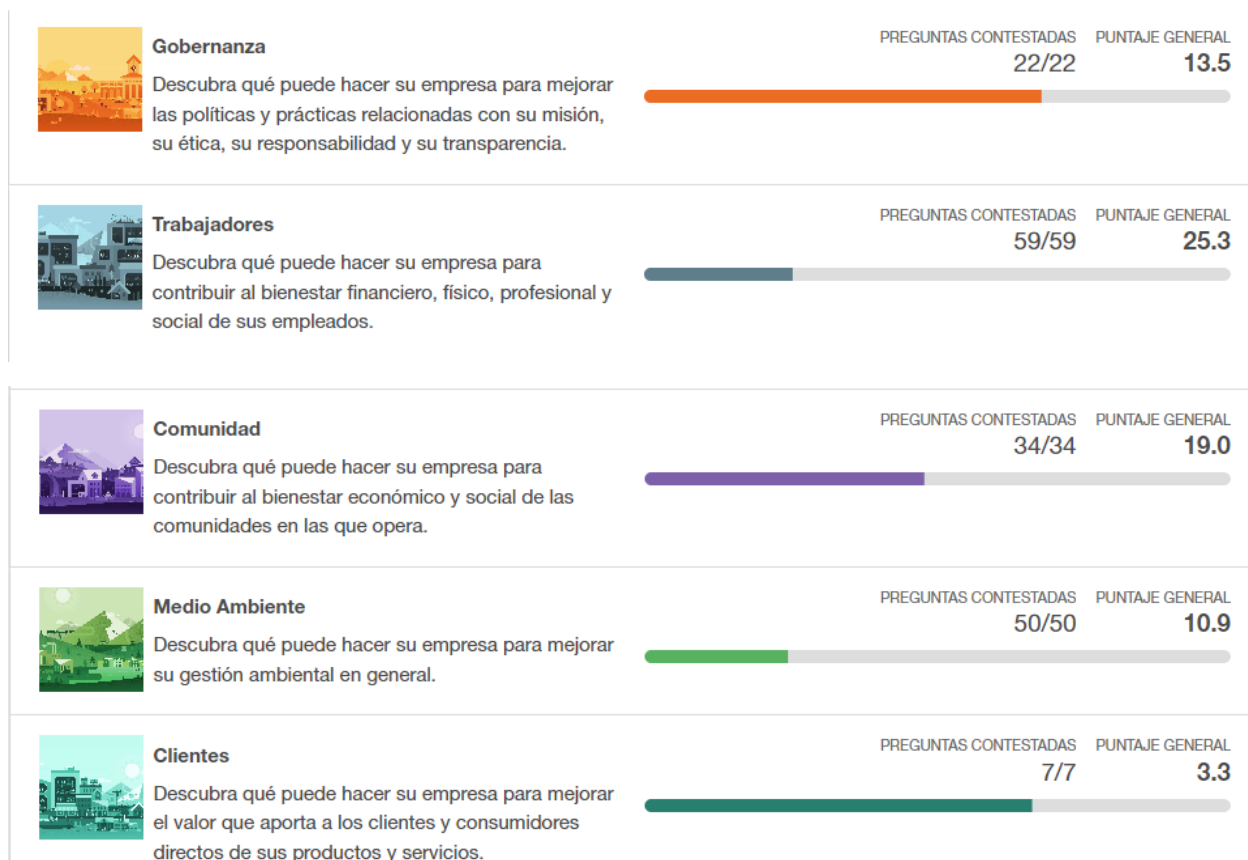 Gobernanza
Descubra qué puede hacer su empresa para mejorar
las políticas y prácticas relacionadas con su misión,
su ética, su responsabilidad y su transparencia.
PREGUNTAS CONTESTADAS PUNTAJE GENERAL
22/22 13.5
Trabajadores
Descubra qué puede hacer su empresa para
contribuir al bienestar financiero, físico, profesional y
social de sus empleados.
PREGUNTAS CONTESTADAS PUNTAJE GENERAL
59/59 25.3
Comunidad
Descubra qué puede hacer su empresa para
contribuir al bienestar económico y social de las
comunidades en las que opera.
PREGUNTAS CONTESTADAS PUNTAJE GENERAL
34/34 19.0
Medio Ambiente
Descubra qué puede hacer su empresa para mejorar
su gestión ambiental en general.
PREGUNTAS CONTESTADAS PUNTAJE GENERAL
50/50 10.9
Clientes
Descubra qué puede hacer su empresa para mejorar
el valor que aporta a los clientes y consumidores
directos de sus productos y servicios.
PREGUNTAS CONTESTADAS PUNTAJE GENERAL
7/7 3.3